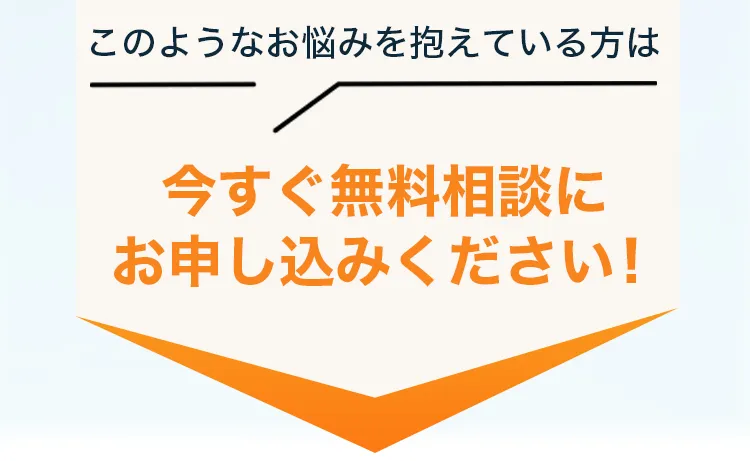 このようなお悩みを抱えている方は
今すぐ無料相談に
お申し込みください！